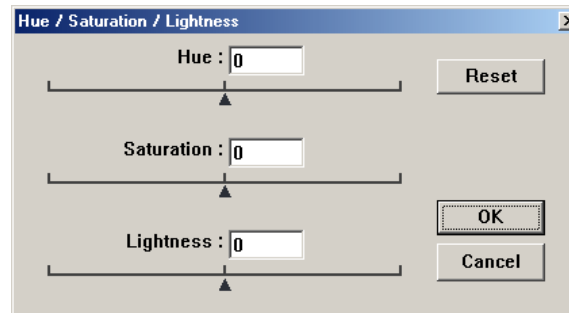 Hue / Saturation / Lightness
Hue : 0
Reset
Saturation : 0
OK
Lightness : 0
Cancel